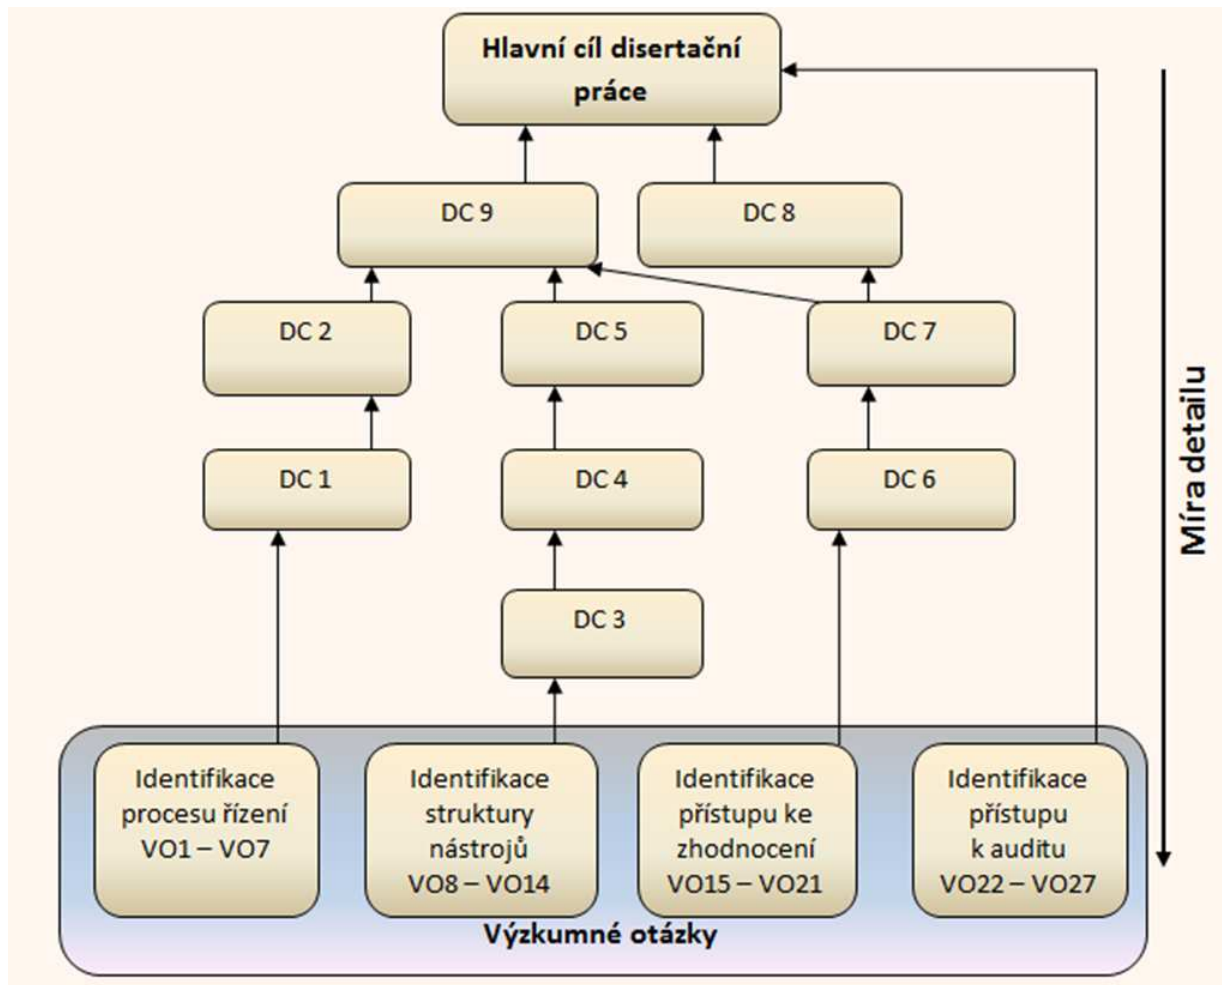 Hlavní cíl disertační
práce
DC 9
DC 8
DC 2
DC 5
DC 7
DC 1
DC 4
DC 6
DC 3
Míra detailu
Identifikace
procesu řízení
VO1 – VO7
Identifikace
struktury
nástrojů
VO8 – VO14
Identifikace
přístupu ke
zhodnocení
VO15 – VO21
Identifikace
přístupu
k auditu
VO22 – VO27
Výzkumné otázky